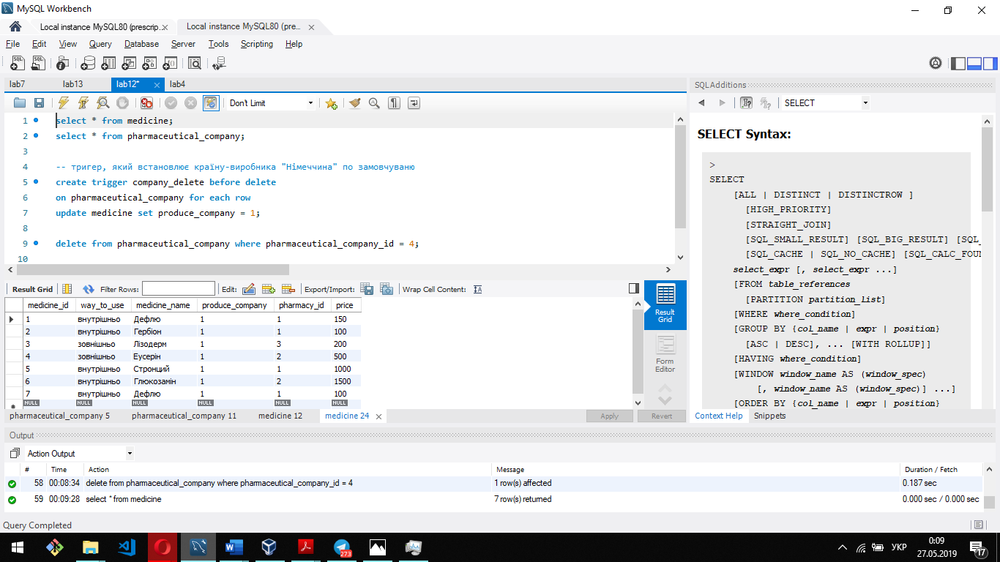 MySQL Workbench
Local instance MySQL80 (prescrip...
Local instance MySQL80 (pre...
File Edit View Query Database Server Tools Scripting Help
lab7 lab13 lab12* lab4
SQLAdditions
Don't Limit
SELECT
1 select * from medicine;
2 select * from pharmaceutical_company;
3
4 -- тригер, який встановлює країну-виробника "Німеччина" по замовчуваню
5 create trigger company_delete before delete
6 on pharmaceutical_company for each row
7 update medicine set produce_company = 1;
8
9 delete from pharmaceutical_company where pharmaceutical_company_id = 4;
10
SELECT Syntax:
>
SELECT
[ALL | DISTINCT | DISTINCTROW ]
[HIGH_PRIORITY]
[STRAIGHT_JOIN]
[SQL_SMALL_RESULT] [SQL_BIG_RESULT] [SQL_
[SQL_CACHE | SQL_NO_CACHE] [SQL_CALC_FOUN
select_expr [, select_expr ...]
[FROM table_references
[PARTITION partition_list]
[WHERE where_condition]
[GROUP BY {col_name | expr | position}
[ASC | DESC], ... [WITH ROLLUP]]
[HAVING where_condition]
[WINDOW window_name AS (window_spec)
[, window_name AS (window_spec)] ...]
[ORDER BY {col_name | expr | position}
Result Grid Filter Rows: Edit: Export/Import: Wrap Cell Content:
medicine_id way_to_use medicine_name produce_company pharmacy_id price
1 внутрішньо Дефлю 1 1 150
2 внутрішньо Гербіон 1 1 100
3 зовнішньо Лізодерм 1 3 200
4 зовнішньо Еусерін 1 2 500
5 внутрішньо Стронций 1 1 1000
6 внутрішньо Глюкозамін 1 2 1500
7 внутрішньо Дефлю 1 1 100
NULL NULL NULL NULL NULL NULL
Result Grid
Form Editor
pharmaceutical_company 5 pharmaceutical_company 11 medicine 12 medicine 24
Apply Revert
Context Help Snippets
Output
Action Output
# Time Action Message Duration / Fetch
58 00:08:34 delete from pharmaceutical_company where pharmaceutical_company_id = 4 1 row(s) affected 0.187 sec
59 00:09:28 select * from medicine 7 row(s) returned 0.000 sec / 0.000 sec
Query Completed
273
УКР
0:09
27.05.2019
17